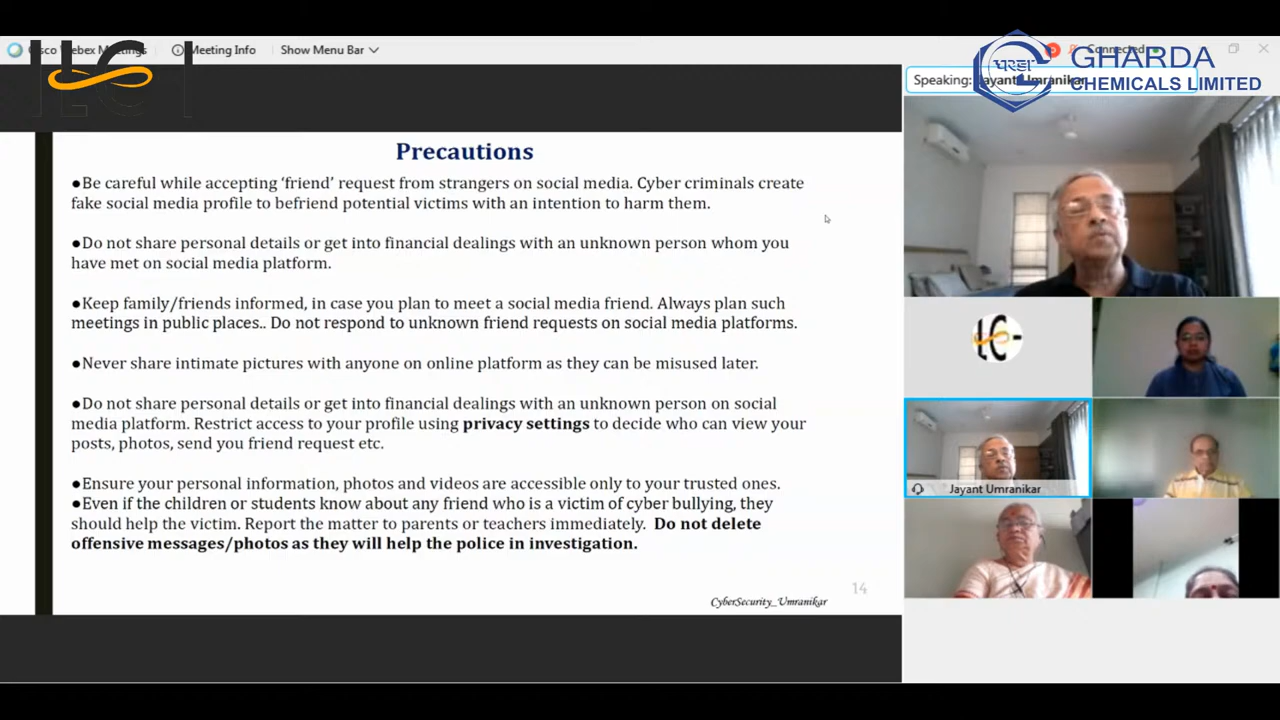 Cisco Webex Meetings
Meeting Info
Show Menu Bar
Connected
LC
घरडा
GHARDA
CHEMICALS LIMITED
Speaking: Jayant Umranikar
Precautions
●Be careful while accepting ‘friend’ request from strangers on social media. Cyber criminals create
fake social media profile to befriend potential victims with an intention to harm them.
●Do not share personal details or get into financial dealings with an unknown person whom you
have met on social media platform.
●Keep family/friends informed, in case you plan to meet a social media friend. Always plan such
meetings in public places.. Do not respond to unknown friend requests on social media platforms.
●Never share intimate pictures with anyone on online platform as they can be misused later.
●Do not share personal details or get into financial dealings with an unknown person on social
media platform. Restrict access to your profile using privacy settings to decide who can view your
posts, photos, send you friend request etc.
●Ensure your personal information, photos and videos are accessible only to your trusted ones.
●Even if the children or students know about any friend who is a victim of cyber bullying, they
should help the victim. Report the matter to parents or teachers immediately.  Do not delete
offensive messages/photos as they will help the police in investigation.
14
CyberSecurity_Umranikar
Jayant Umranikar